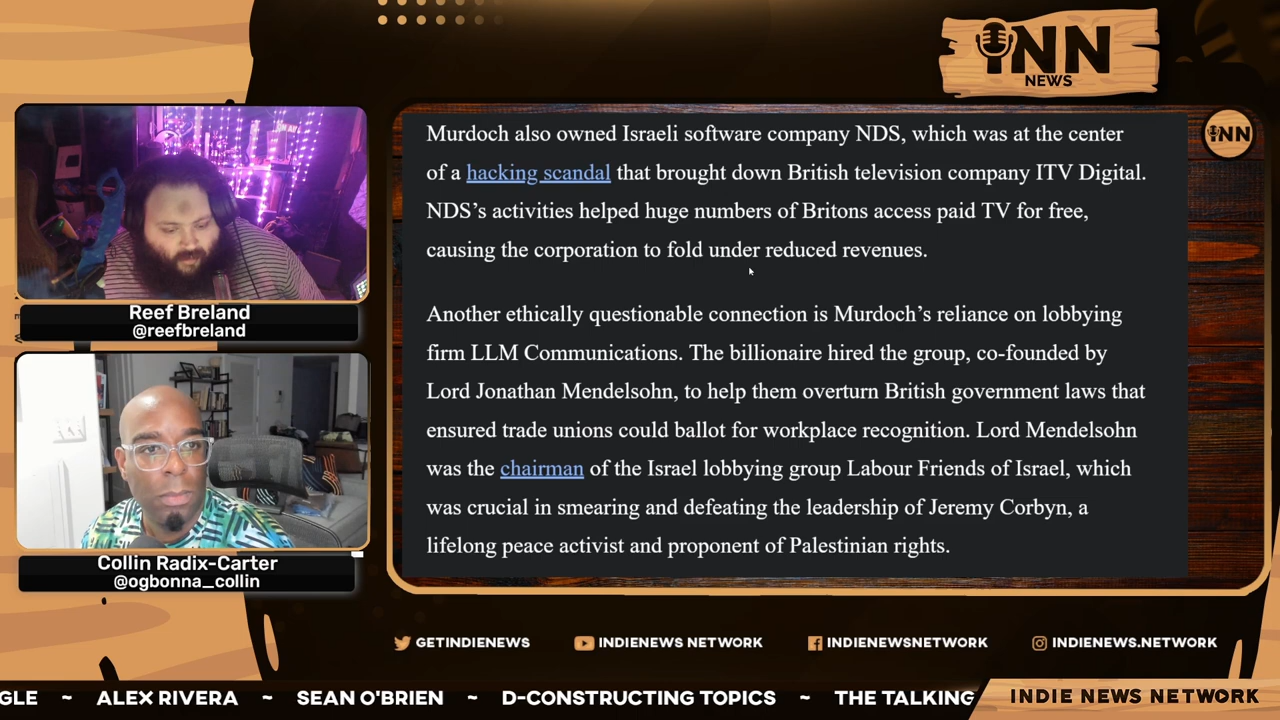 iNN
NEWS
iNN
Murdoch also owned Israeli software company NDS, which was at the center
of a hacking scandal that brought down British television company ITV Digital.
NDS’s activities helped huge numbers of Britons access paid TV for free,
causing the corporation to fold under reduced revenues.
Another ethically questionable connection is Murdoch’s reliance on lobbying
firm LLM Communications. The billionaire hired the group, co-founded by
Lord Jonathan Mendelsohn, to help them overturn British government laws that
ensured trade unions could ballot for workplace recognition. Lord Mendelsohn
was the chairman of the Israel lobbying group Labour Friends of Israel, which
was crucial in smearing and defeating the leadership of Jeremy Corbyn, a
lifelong peace activist and proponent of Palestinian rights.
Reef Breland
@reefbreland
Collin Radix-Carter
@ogbonna_collin
GETINDIENEWS
INDIENEWS NETWORK
INDIENEWSNETWORK
INDIENEWS.NETWORK
GLE ~ ALEX RIVERA ~ SEAN O'BRIEN ~ D-CONSTRUCTING TOPICS ~ THE TALKING
INDIE NEWS NETWORK